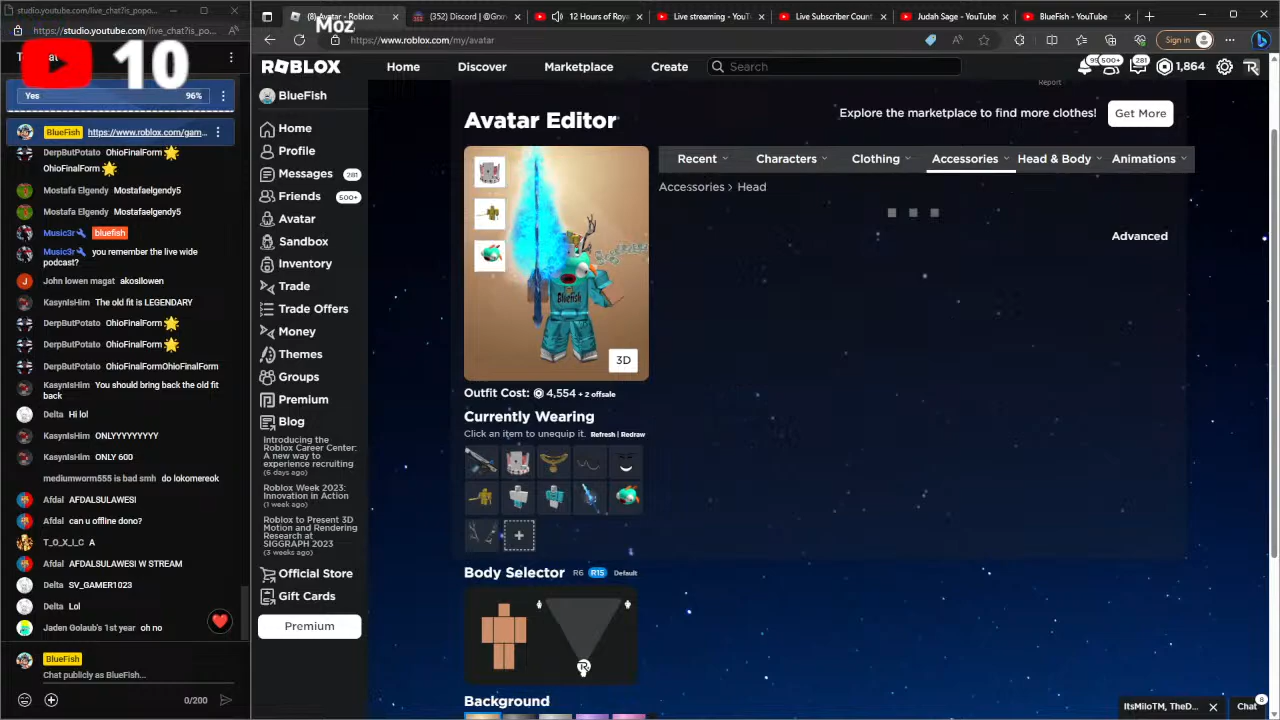 https://studio.youtube.com/live_chat?is_po...
https://studio.youtube.com/live_chat?is_po...
10
Yes 96%
BlueFish https://www.roblox.com/gam...
DerpButPotato OhioFinalForm
OhioFinalForm
Mostafa Elgendy Mostafaelgendy5
Mostafa Elgendy Mostafaelgendy5
Music3r bluefish
Music3r you remember the live wide
podcast?
John lowen magat akosilowen
KasynIsHim The old fit is LEGENDARY
DerpButPotato OhioFinalForm
DerpButPotato OhioFinalForm
DerpButPotato OhioFinalFormOhioFinalForm
KasynIsHim You should bring back the old fit
back
Delta Hi lol
KasynIsHim ONLYYYYYYYY
KasynIsHim ONLY 600
mediumworm555 is bad smh do lokomereok
Afdal AFDALSULAWESI
Afdal can u offline dono?
T_O_X_I_C A
Afdal AFDALSULAWESI W STREAM
Delta SV_GAMER1023
Delta Lol
Jaden Golaub's 1st year oh no
BlueFish
Chat publicly as BlueFish...
0/200
(8) Avatar - Roblox
Moz
(352) Discord | @Gnn
12 Hours of Roya
Live streaming - YouT
Live Subscriber Count
Judah Sage - YouTube
BlueFish - YouTube
https://www.roblox.com/my/avatar
Sign in
ROBLOX
Home
Discover
Marketplace
Create
Search
500+
281
1,864
BlueFish
Home
Profile
Messages 281
Friends 500+
Avatar
Sandbox
Inventory
Trade
Trade Offers
Money
Themes
Groups
Premium
Blog
Introducing the
Roblox Career Center:
A new way to
experience recruiting
(6 days ago)
Roblox Week 2023:
Innovation in Action
(1 week ago)
Roblox to Present 3D
Motion and Rendering
Research at
SIGGRAPH 2023
(3 weeks ago)
Official Store
Gift Cards
Premium
Report
Avatar Editor
Explore the marketplace to find more clothes!
Get More
Recent
Characters
Clothing
Accessories
Head & Body
Animations
Accessories › Head
Advanced
Bluefish
3D
Outfit Cost: 4,554 + 2 offsale
Currently Wearing
Click an item to unequip it. Refresh | Redraw
+
Body Selector R6 R15 Default
Background
ItsMiloTM, TheD...
Chat 8